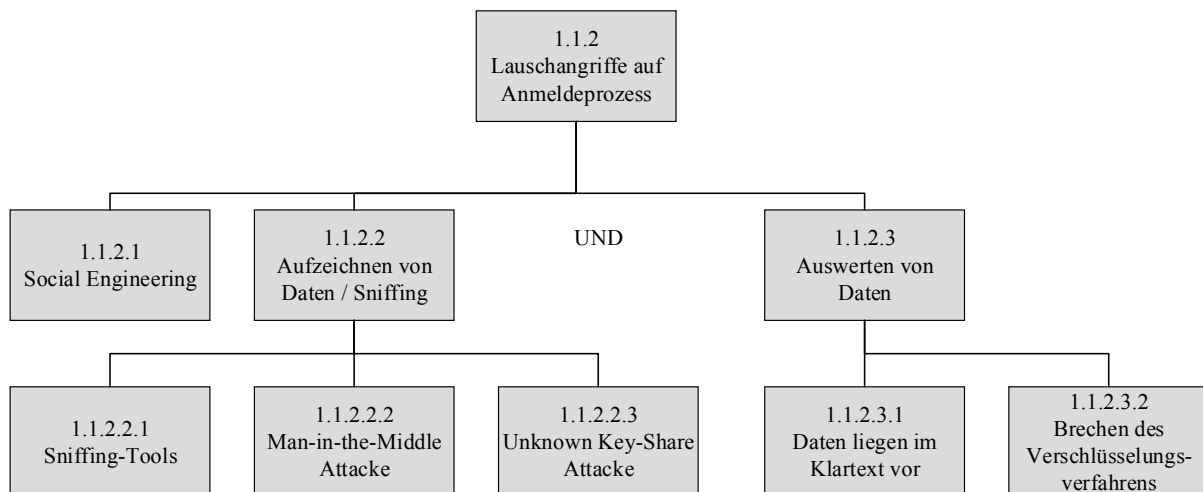 1.1.2
Lauschangriffe auf
Anmeldeprozess
1.1.2.1
Social Engineering
1.1.2.2
Aufzeichnen von
Daten / Sniffing
UND
1.1.2.3
Auswerten von
Daten
1.1.2.2.1
Sniffing-Tools
1.1.2.2.2
Man-in-the-Middle
Attacke
1.1.2.2.3
Unknown Key-Share
Attacke
1.1.2.3.1
Daten liegen im
Klartext vor
1.1.2.3.2
Brechen des
Verschlüsselungs-
verfahrens